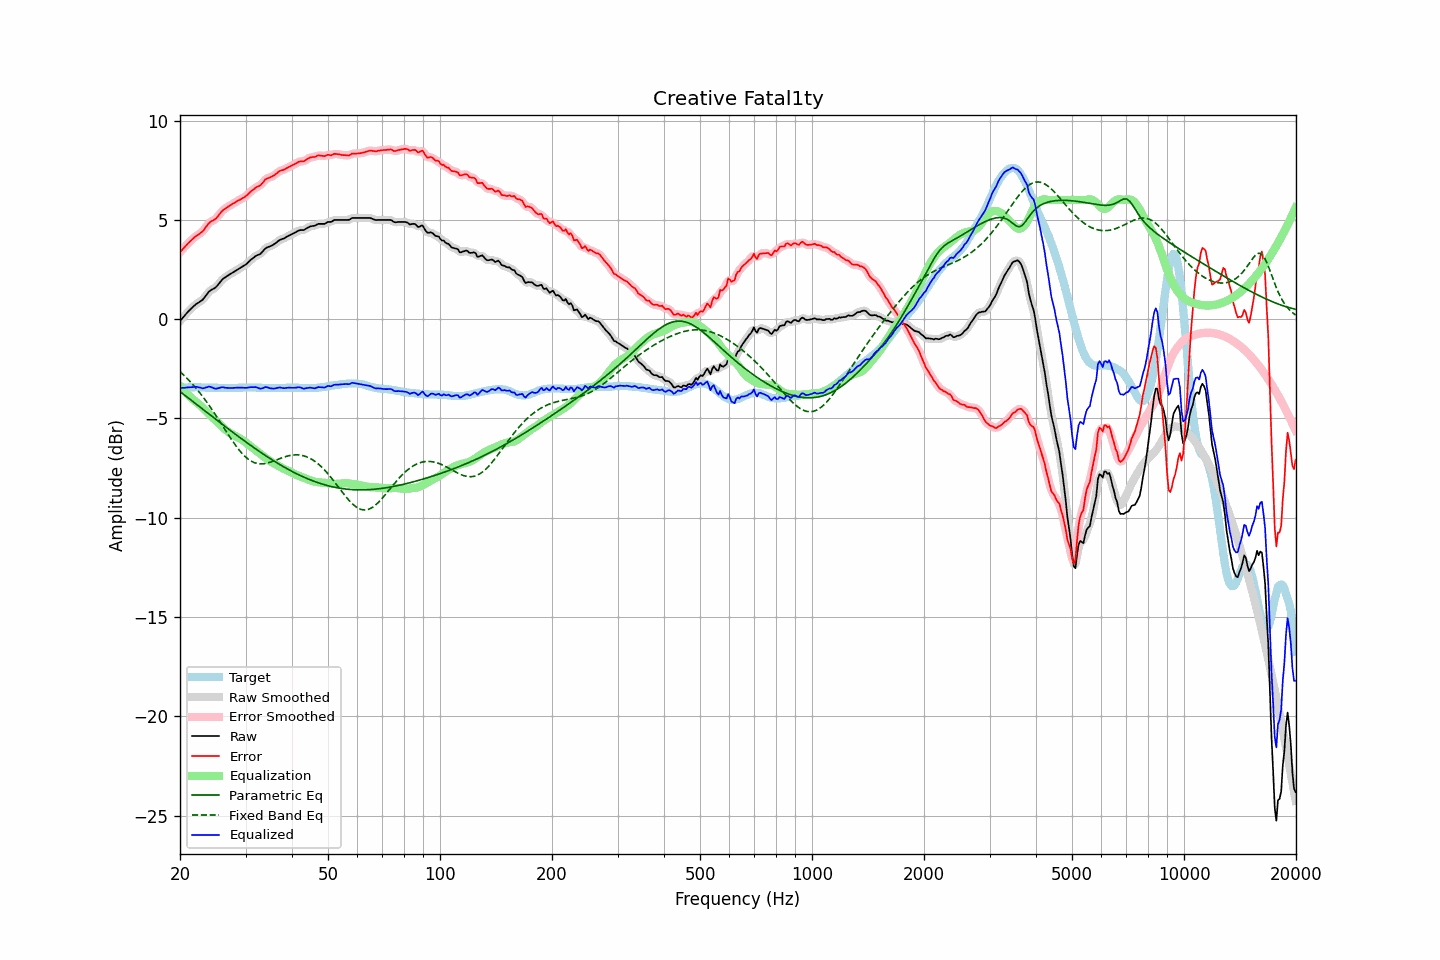 Creative Fatal1ty
10
5
0
−5
−10
−15
−20
−25
Amplitude (dBr)
Target
Raw Smoothed
Error Smoothed
Raw
Error
Equalization
Parametric Eq
Fixed Band Eq
Equalized
20 50 100 200 500 1000 2000 5000 10000 20000
Frequency (Hz)